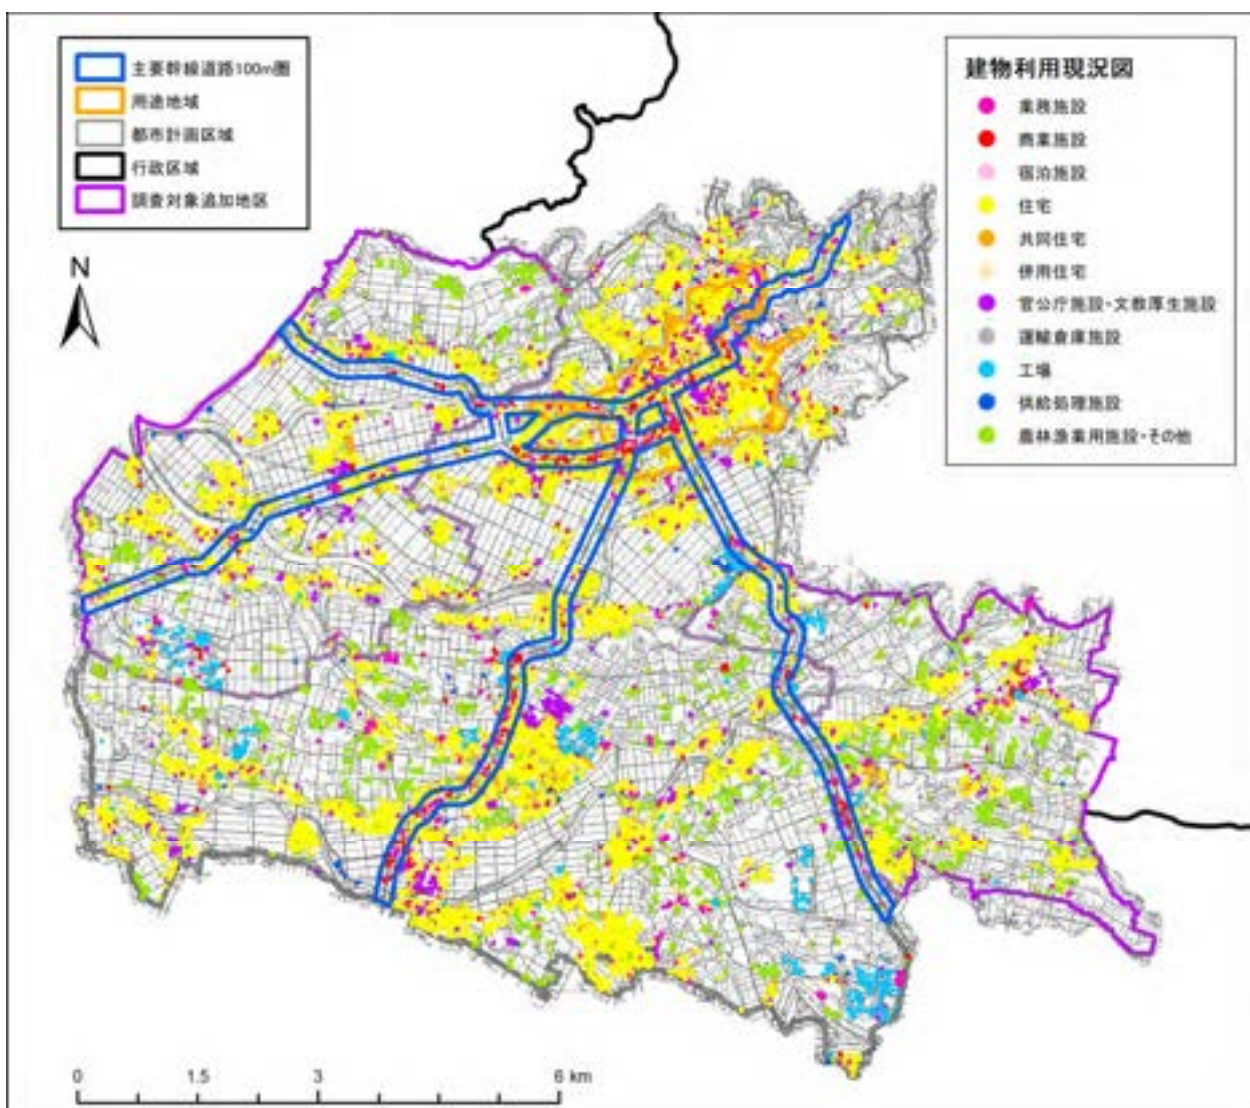 主要幹線道路100m圏
用途地域
都市計画区域
行政区域
調査対象追加地区
N
建物利用現況図
業務施設
商業施設
宿泊施設
住宅
共同住宅
併用住宅
官公庁施設・文教厚生施設
運輸倉庫施設
工場
供給処理施設
農林漁業用施設・その他
0 1.5 3 6 km